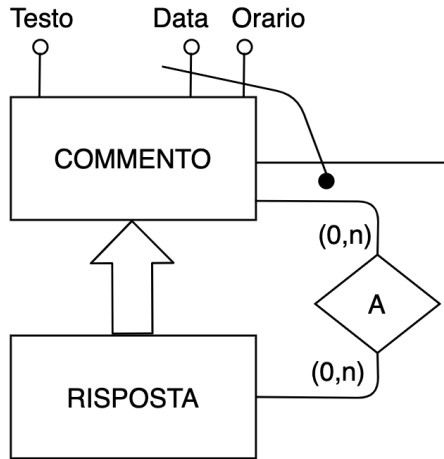 Testo Data Orario
COMMENTO
(0,n)
A
(0,n)
RISPOSTA